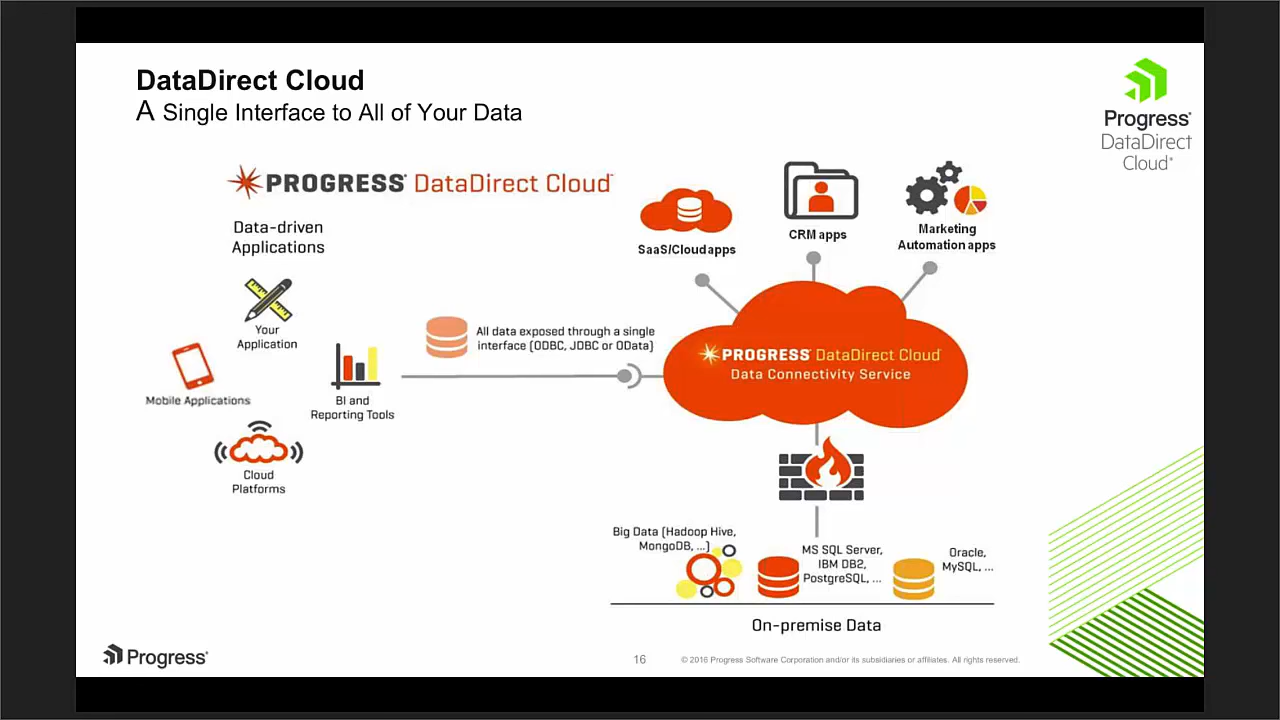 DataDirect Cloud
A Single Interface to All of Your Data
Progress®
DataDirect
Cloud®
PROGRESS® DataDirect Cloud™
Data-driven
Applications
Your
Application
Mobile Applications
BI and
Reporting Tools
Cloud
Platforms
All data exposed through a single
interface (ODBC, JDBC or OData)
SaaS/Cloud apps
CRM apps
Marketing
Automation apps
PROGRESS® DataDirect Cloud™
Data Connectivity Service
Big Data (Hadoop Hive,
MongoDB, ...)
MS SQL Server,
IBM DB2,
PostgreSQL, ...
Oracle,
MySQL, ...
On-premise Data
Progress®
16
© 2016 Progress Software Corporation and/or its subsidiaries or affiliates. All rights reserved.